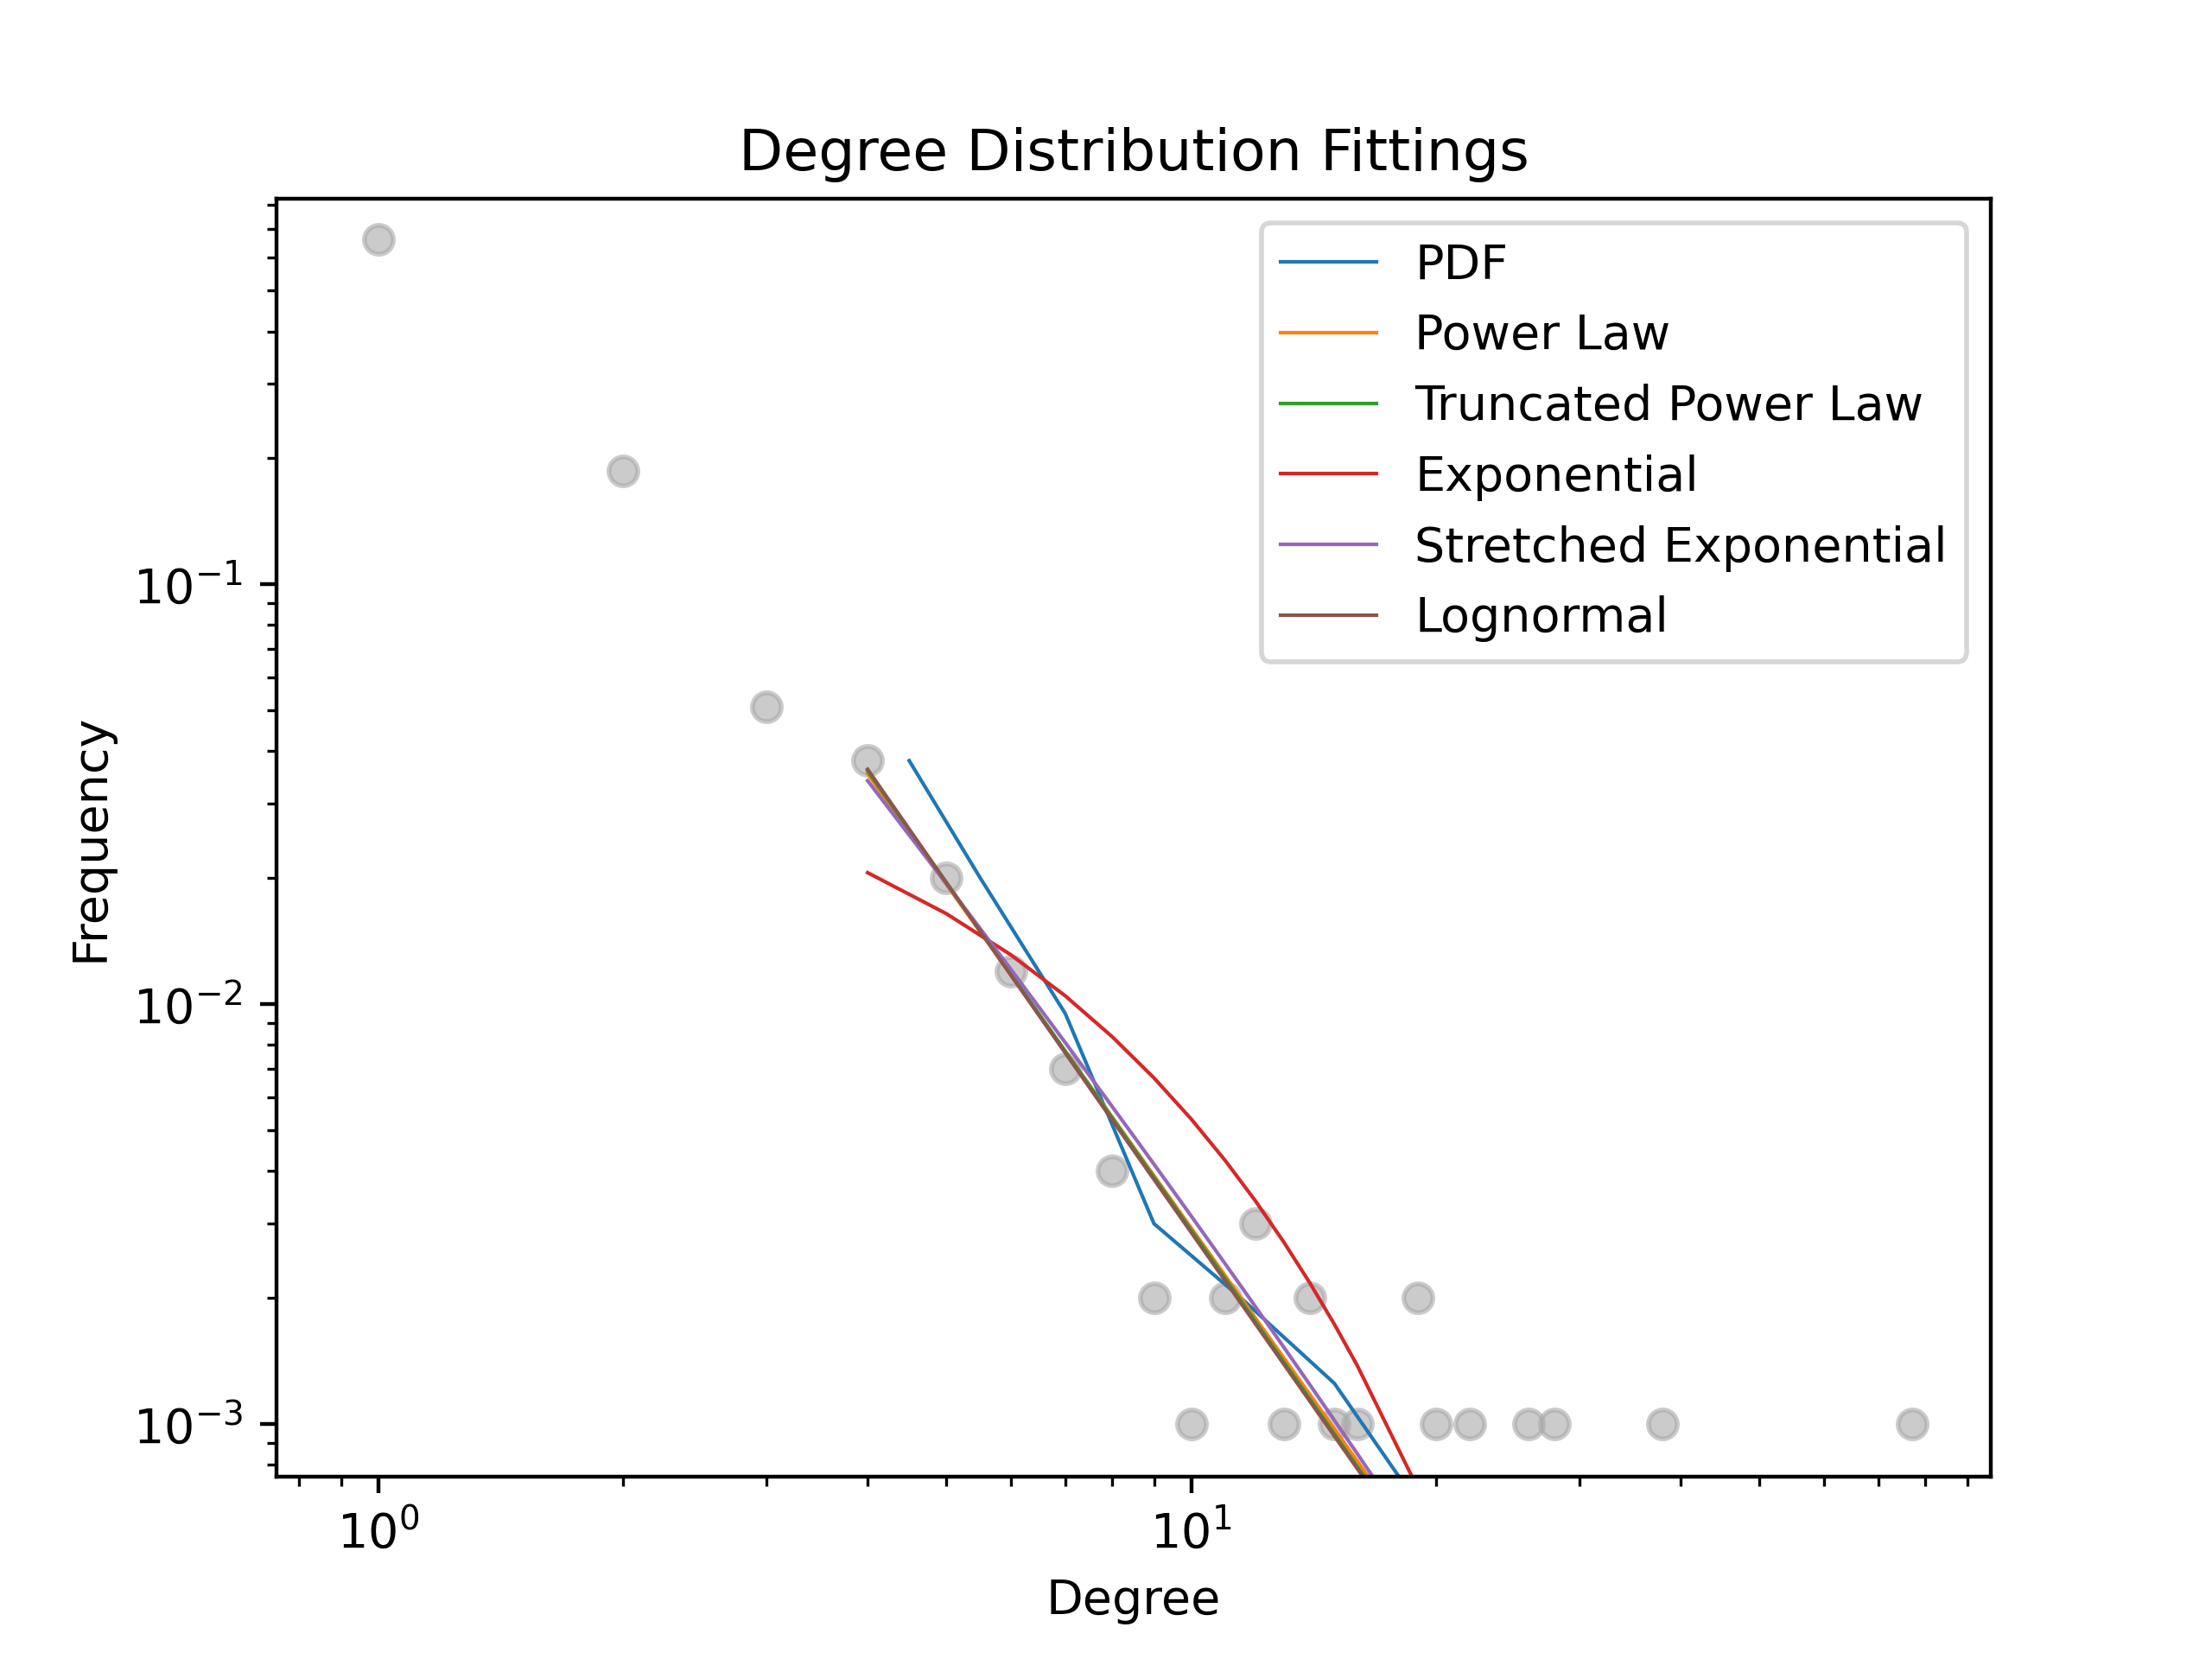 Degree Distribution Fittings
PDF
Power Law
Truncated Power Law
Exponential
Stretched Exponential
Lognormal
Frequency
10⁻¹
10⁻²
10⁻³
10⁰
10¹
Degree